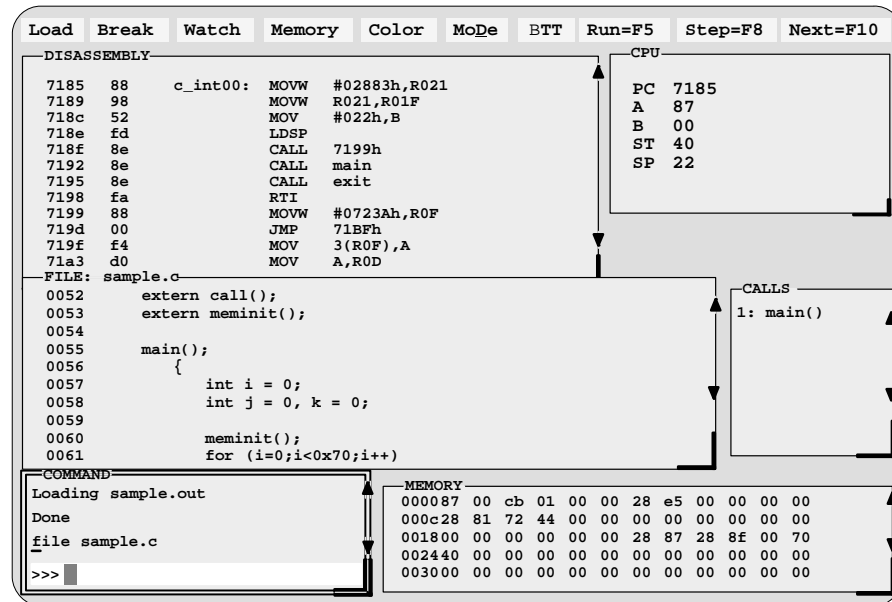 Load Break Watch Memory Color MoDe BTT Run=F5 Step=F8 Next=F10
DISASSEMBLY
7185 88 c_int00: MOVW #02883h,R021
7189 98 MOVW R021,R01F
718c 52 MOV #022h,B
718e fd LDSP
718f 8e CALL 7199h
7192 8e CALL main
7195 8e CALL exit
7198 fa RTI
7199 88 MOVW #0723Ah,R0F
719d 00 JMP 71BFh
719f f4 MOV 3(R0F),A
71a3 d0 MOV A,R0D
CPU
PC 7185
A 87
B 00
ST 40
SP 22
FILE: sample.c
0052 extern call();
0053 extern meminit();
0054
0055 main();
0056 {
0057 int i = 0;
0058 int j = 0, k = 0;
0059
0060 meminit();
0061 for (i=0;i<0x70;i++)
CALLS
1: main()
COMMAND
Loading sample.out
Done
file sample.c
>>>
MEMORY
000087 00 cb 01 00 00 28 e5 00 00 00 00
000c28 81 72 44 00 00 00 00 00 00 00 00
001800 00 00 00 00 00 28 87 28 8f 00 70
002440 00 00 00 00 00 00 00 00 00 00 00
003000 00 00 00 00 00 00 00 00 00 00 00